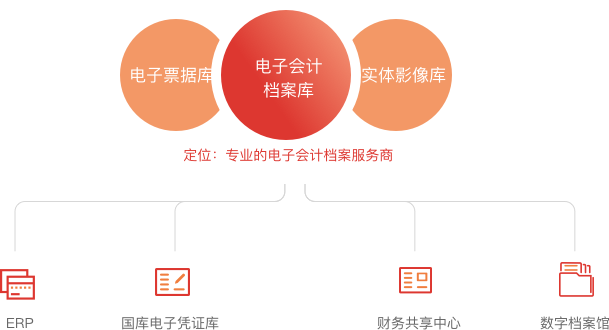 电子票据库
电子会计
档案库
实体影像库
定位：专业的电子会计档案服务商
ERP
国库电子凭证库
财务共享中心
数字档案馆